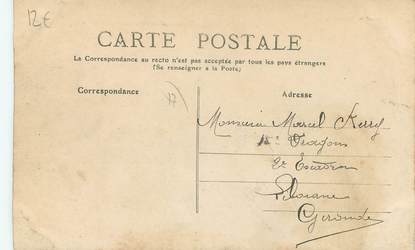 12€
CARTE POSTALE
La Correspondance au recto n'est pas acceptée par tous les pays étrangers
(Se renseigner à la Poste)
Correspondance
Adresse
Monsieur Marcel
Dragons
2e Escadron
Gironde